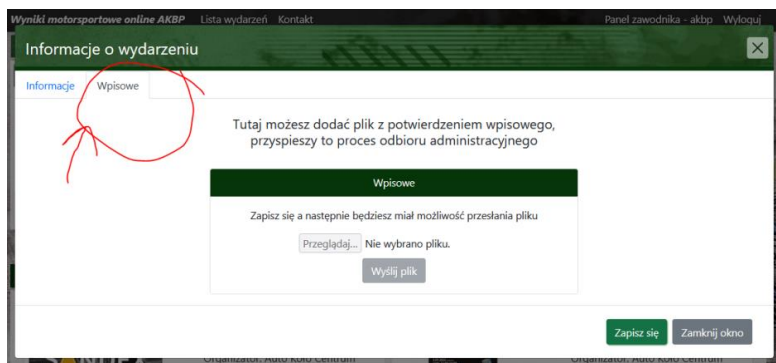 Wyniki motorsportowe online AKBP Lista wydarzeń Kontakt Panel zawodnika - akbp Wyloguj
Informacje o wydarzeniu
Informacje Wpisowe
Tutaj możesz dodać plik z potwierdzeniem wpisowego,
przyspieszy to proces odbioru administracyjnego
Wpisowe
Zapisz się a następnie będziesz miał możliwość przesłania pliku
Przeglądaj... Nie wybrano pliku.
Wyślij plik
Zapisz się Zamknij okno
Organizator: Auto Koło Centrum Organizator: Auto Koło Centrum